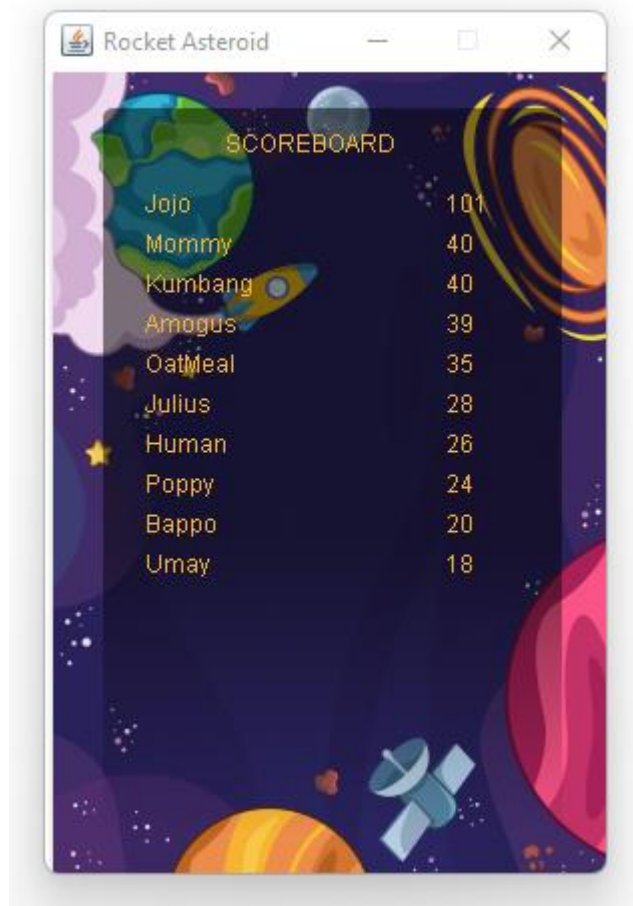 Rocket Asteroid
SCOREBOARD
Jojo 101
Mommy 40
Kumbang 40
Amogus 39
OatMeal 35
Julius 28
Human 26
Poppy 24
Bappo 20
Umay 18